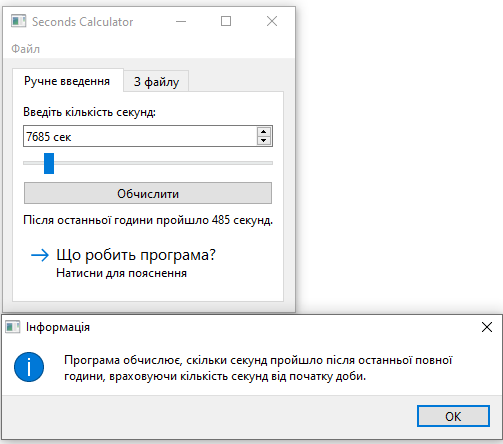 Seconds Calculator
Файл
Ручне введення
З файлу
Введіть кількість секунд:
7685 сек
Обчислити
Після останньої години пройшло 485 секунд.
Що робить програма?
Натисни для пояснення
Інформація
Програма обчислює, скільки секунд пройшло після останньої повної
години, враховуючи кількість секунд від початку доби.
OK